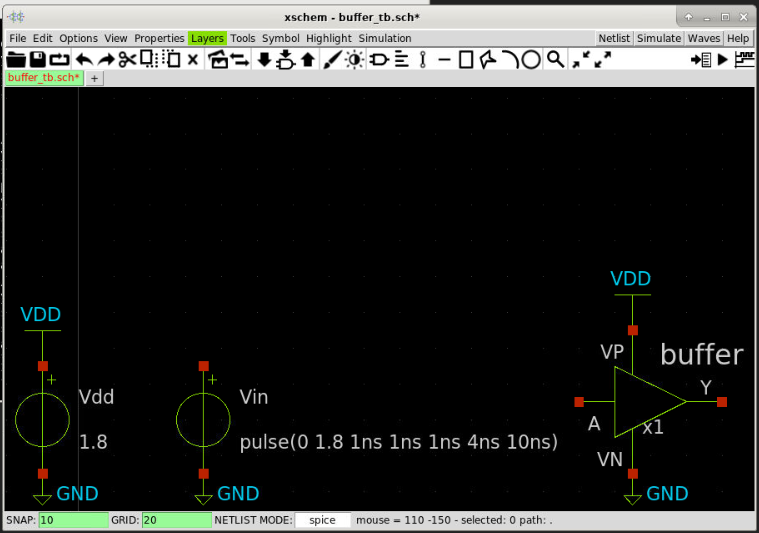 xschem - buffer_tb.sch*
File Edit Options View Properties Layers Tools Symbol Highlight Simulation Netlist Simulate Waves Help
buffer_tb.sch* +
VDD
VDD
VP
buffer
Y
Vdd
Vin
A
x1
1.8
pulse(0 1.8 1ns 1ns 1ns 4ns 10ns)
VN
GND
GND
GND
SNAP: 10 GRID: 20 NETLIST MODE: spice mouse = 110 -150 - selected: 0 path: .